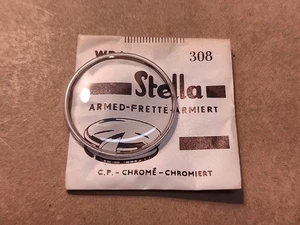 308
Stella
ARMED-FRETTE-ARMIERT
C.P. - CHROMÉ - CHROMIERT